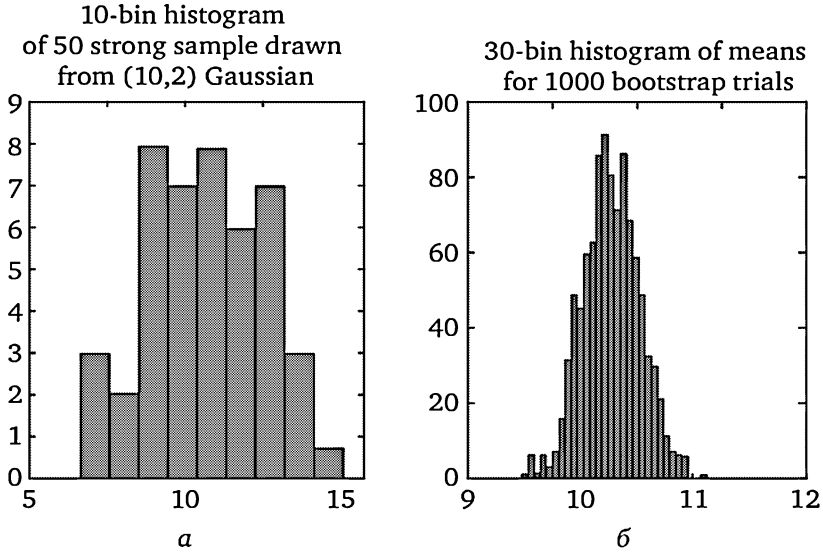 10-bin histogram
of 50 strong sample drawn
from (10,2) Gaussian
9
8
7
6
5
4
3
2
1
0
5 10 15
а
30-bin histogram of means
for 1000 bootstrap trials
100
80
60
40
20
0
9 10 11 12
б